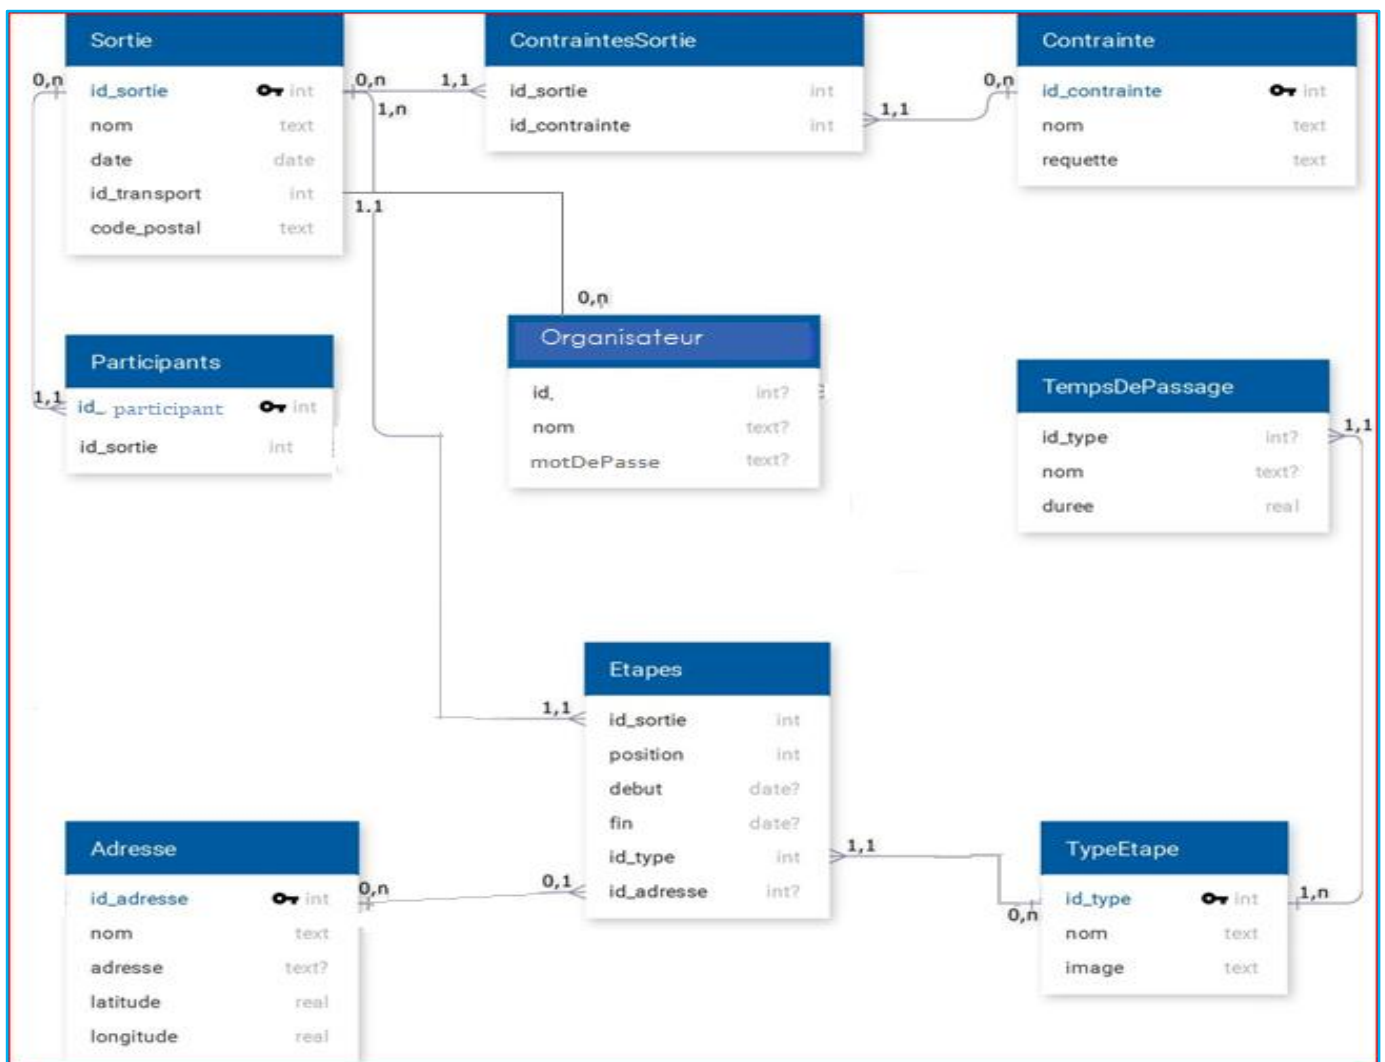 Sortie
id_sortie int
nom text
date date
id_transport int
code_postal text
0,n
0,n
1,n
1.1
1,1
ContraintesSortie
id_sortie int
id_contrainte int
1,1
0,n
Contrainte
id_contrainte int
nom text
requette text
Participants
1,1
id_ participant int
id_sortie int
0,n
Organisateur
id. int?
nom text?
motDePasse text?
TempsDePassage
id_type int?
nom text?
duree real
1,1
Etapes
1,1
id_sortie int
position int
debut date?
fin date?
id_type int
id_adresse int?
1,1
0,1
Adresse
id_adresse int
nom text
adresse text?
latitude real
longitude real
0,n
TypeEtape
id_type int
nom text
image text
0,n
1,n